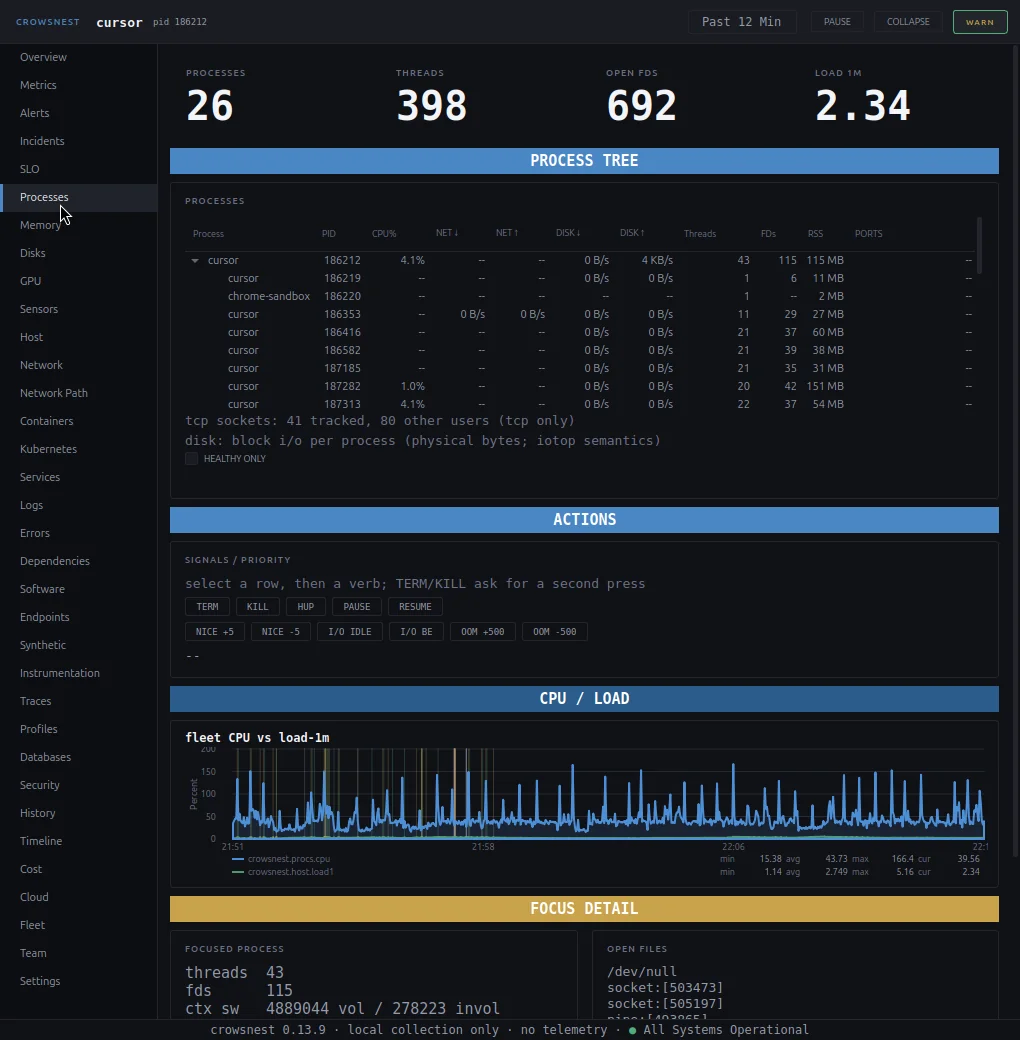 CROWSNEST cursor pid 186212 Past 12 Min PAUSE COLLAPSE WARN
Overview
Metrics
Alerts
Incidents
SLO
Processes
Memory
Disks
GPU
Sensors
Host
Network
Network Path
Containers
Kubernetes
Services
Logs
Errors
Dependencies
Software
Endpoints
Synthetic
Instrumentation
Traces
Profiles
Databases
Security
History
Timeline
Cost
Cloud
Fleet
Team
Settings
PROCESSES THREADS OPEN FDS LOAD 1M
26 398 692 2.34
PROCESS TREE
PROCESSES
Process PID CPU% NET ↓ NET ↑ DISK ↓ DISK ↑ Threads FDs RSS PORTS
cursor 186212 4.1% -- -- 0 B/s 4 KB/s 43 115 115 MB --
cursor 186219 -- -- -- 0 B/s 0 B/s 1 6 11 MB --
chrome-sandbox 186220 -- -- -- -- -- 1 -- 2 MB --
cursor 186353 -- 0 B/s 0 B/s 0 B/s 0 B/s 11 29 27 MB --
cursor 186416 -- -- -- 0 B/s 0 B/s 21 37 60 MB --
cursor 186582 -- -- -- 0 B/s 0 B/s 21 39 38 MB --
cursor 187185 -- -- -- 0 B/s 0 B/s 21 35 31 MB --
cursor 187282 1.0% -- -- 0 B/s 0 B/s 20 42 151 MB --
cursor 187313 4.1% -- -- 0 B/s 0 B/s 22 37 54 MB --
tcp sockets: 41 tracked, 80 other users (tcp only)
disk: block i/o per process (physical bytes; iotop semantics)
HEALTHY ONLY
ACTIONS
SIGNALS / PRIORITY
select a row, then a verb; TERM/KILL ask for a second press
TERM KILL HUP PAUSE RESUME
NICE +5 NICE -5 I/O IDLE I/O BE OOM +500 OOM -500
--
CPU / LOAD
fleet CPU vs load-1m
Percent
200
150
100
50
0
21:51 21:58 22:06 22:1
crowsnest.procs.cpu min 15.38 avg 43.73 max 166.4 cur 39.56
crowsnest.host.load1 min 1.14 avg 2.749 max 5.16 cur 2.34
FOCUS DETAIL
FOCUSED PROCESS
threads 43
fds 115
ctx sw 4889044 vol / 278223 invol
OPEN FILES
/dev/null
socket:[503473]
socket:[505197]
pipe:[493865]
crowsnest 0.13.9 · local collection only · no telemetry · ● All Systems Operational